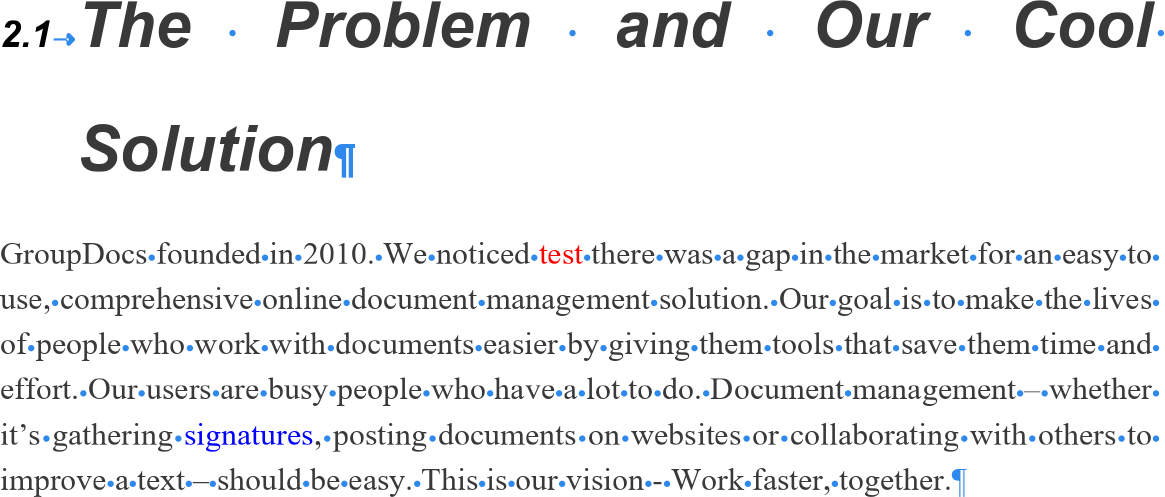 2.1→The · Problem · and · Our · Cool·
Solution¶
GroupDocs·founded·in·2010.·We·noticed·test·there·was·a·gap·in·the·market·for·an·easy·to·
use,·comprehensive·online·document·management·solution.·Our·goal·is·to·make·the·lives·
of·people·who·work·with·documents·easier·by·giving·them·tools·that·save·them·time·and·
effort.·Our·users·are·busy·people·who·have·a·lot·to·do.·Document·management·–·whether·
it’s·gathering·signatures,·posting·documents·on·websites·or·collaborating·with·others·to·
improve·a·text·–·should·be·easy.·This·is·our·vision·-·Work·faster,·together.¶